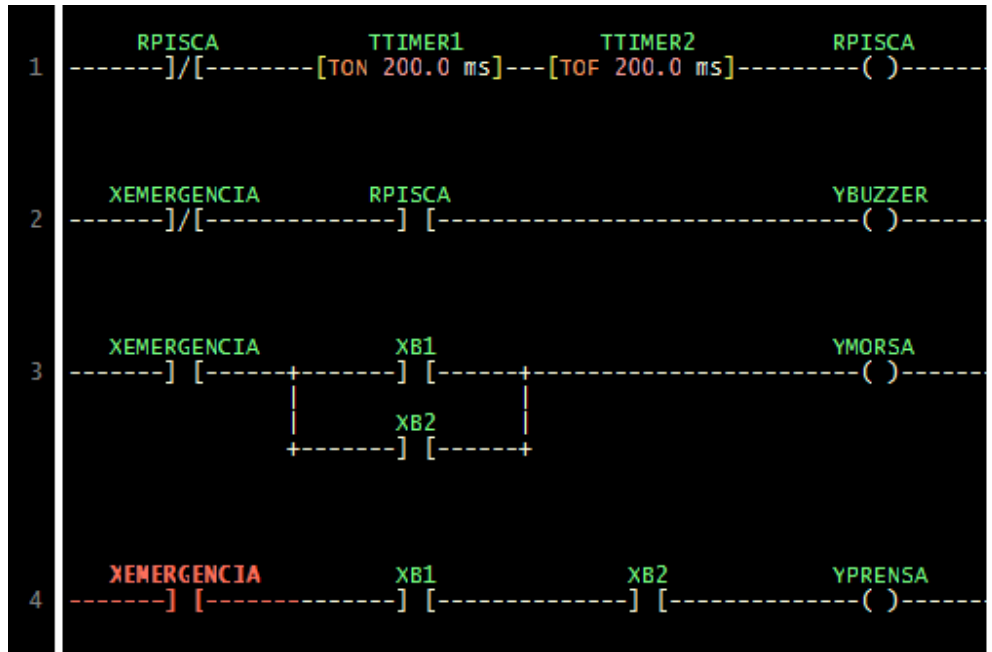 RPISCA TTIMER1 TTIMER2 RPISCA
1 -------]/[--------[TON 200.0 ms]---[TOF 200.0 ms]---------( )------
XEMERGENCIA RPISCA YBUZZER
2 -------]/[--------------] [-------------------------------( )------
XEMERGENCIA XB1 YMORSA
3 -------] [------+-------] [------+------------------------( )------
XB2
+-------] [------+
XEMERGENCIA XB1 XB2 YPRENSA
4 -------] [--------------] [--------------] [--------------( )------